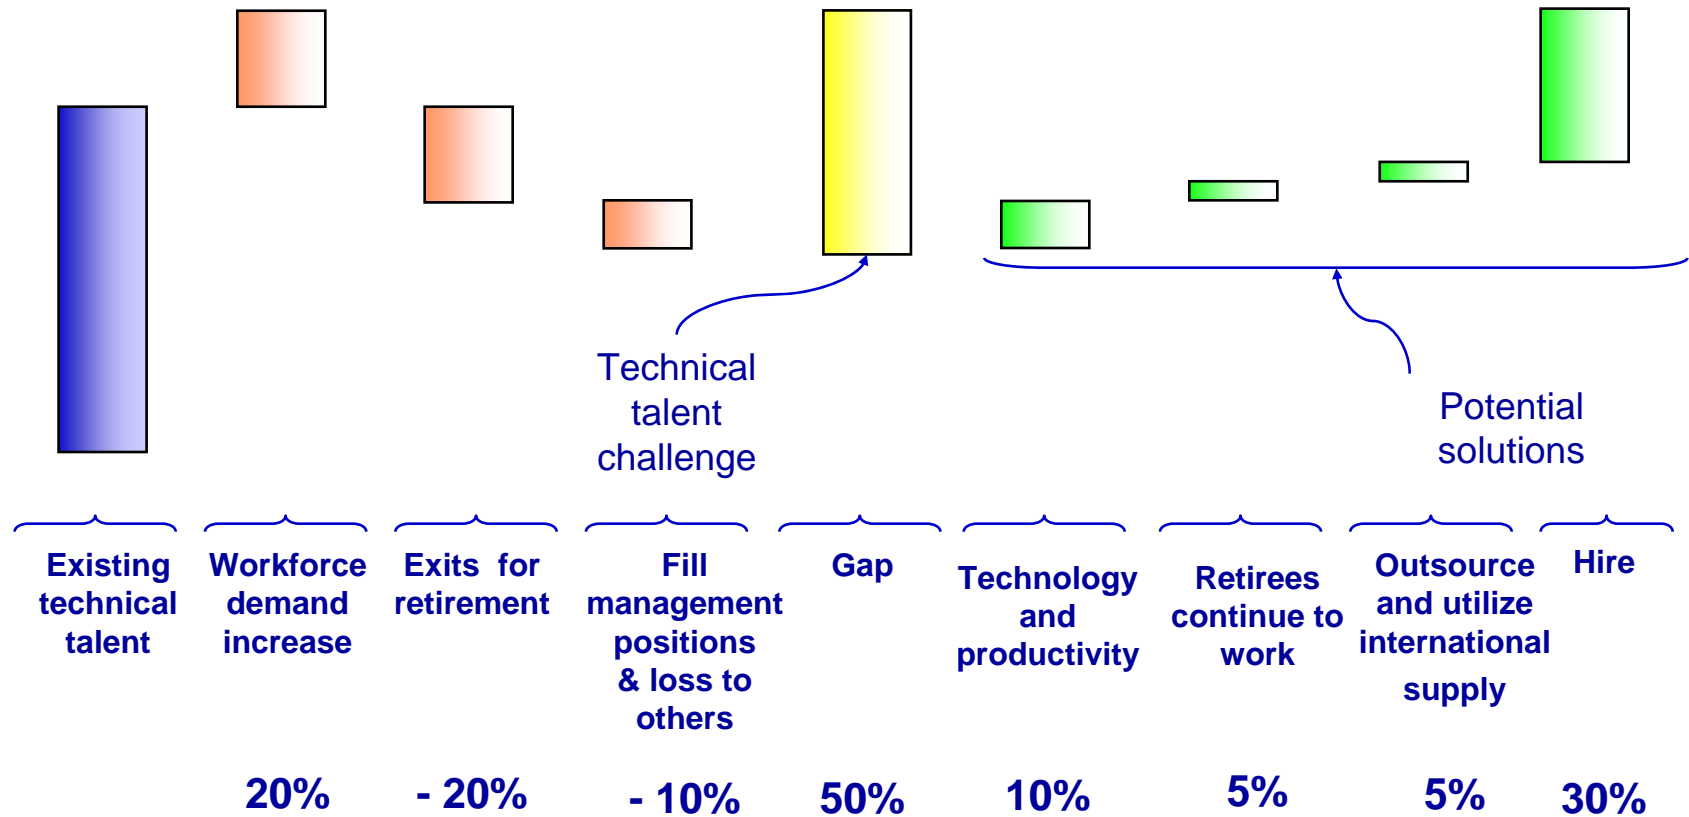 Technical
talent
challenge
Potential
solutions
Existing
technical
talent
Workforce
demand
increase
Exits for
retirement
Fill
management
positions
& loss to
others
Gap
Technology
and
productivity
Retirees
continue to
work
Outsource
and utilize
international
supply
Hire
20%
- 20%
- 10%
50%
10%
5%
5%
30%